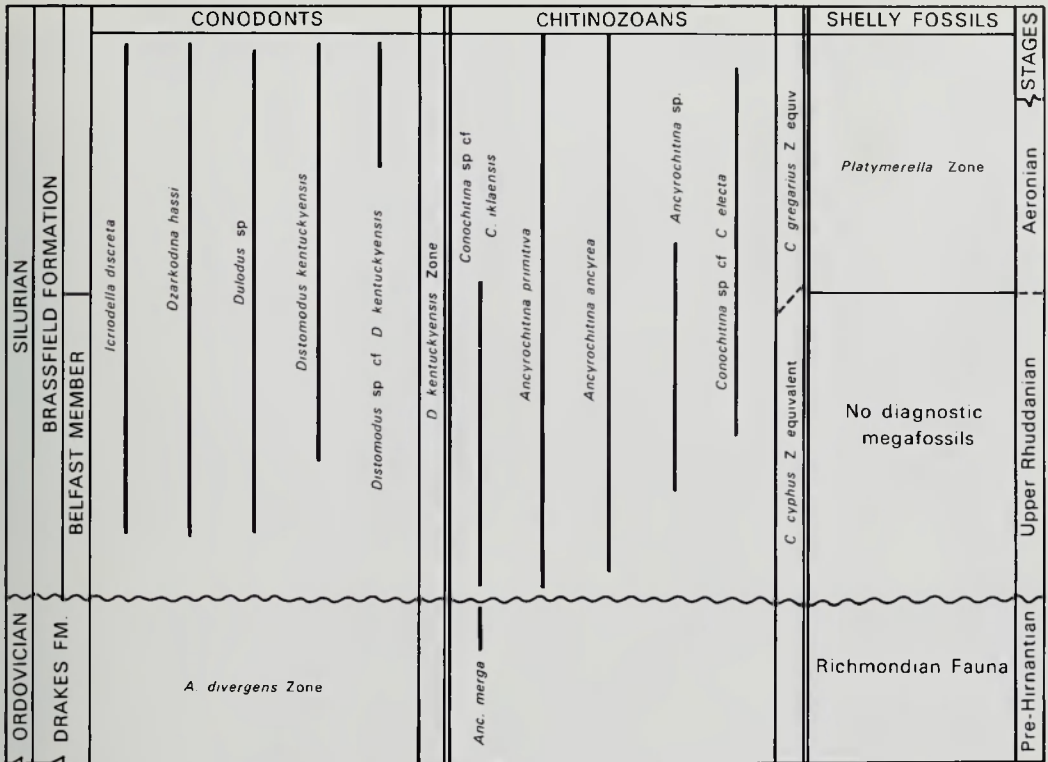 CONODONTS
CHITINOZOANS
SHELLY FOSSILS
STAGES
SILURIAN
BRASSFIELD FORMATION
BELFAST MEMBER
Icriodella discreta
Ozarkodina hassi
Dulodus sp
Distomodus kentuckyensis
Distomodus sp cf D kentuckyensis
D kentuckyensis Zone
Conochitina sp cf
C. iklaensis
Ancyrochitina primitiva
Ancyrochitina ancyrea
Ancyrochitina sp.
Conochitina sp cf C electa
C gregarius Z equiv
C cyphus Z equivalent
Platymerella Zone
No diagnostic
megafossils
Aeronian
Upper Rhuddanian
ORDOVICIAN
DRAKES FM.
A. divergens Zone
Anc. merga
Richmondian Fauna
Pre-Hirnantian